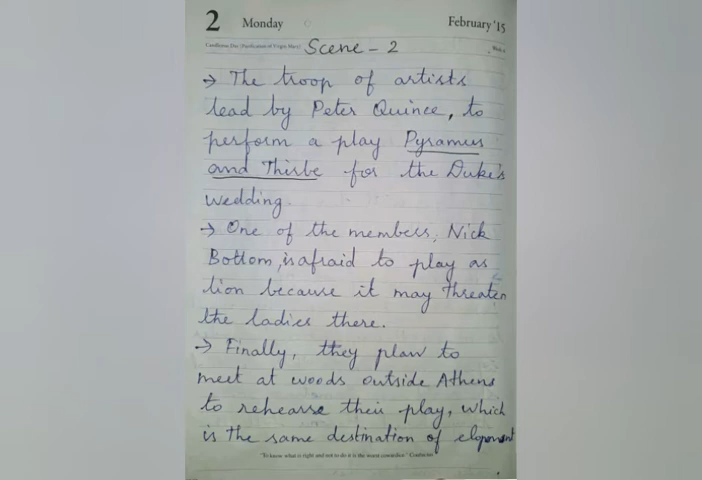 2 Monday February '15
Scene - 2
→ The troop of artists
lead by Peter Quince, to
perform a play Pyramus
and Thisbe for the Duke's
wedding.
→ One of the members, Nick
Bottom, is afraid to play as
lion because it may threaten
the ladies there.
→ Finally, they plan to
meet at woods outside Athens
to rehearse their play, which
is the same destination of elopement
"To know what is right and not to do it is the worst cowardice." Confucius